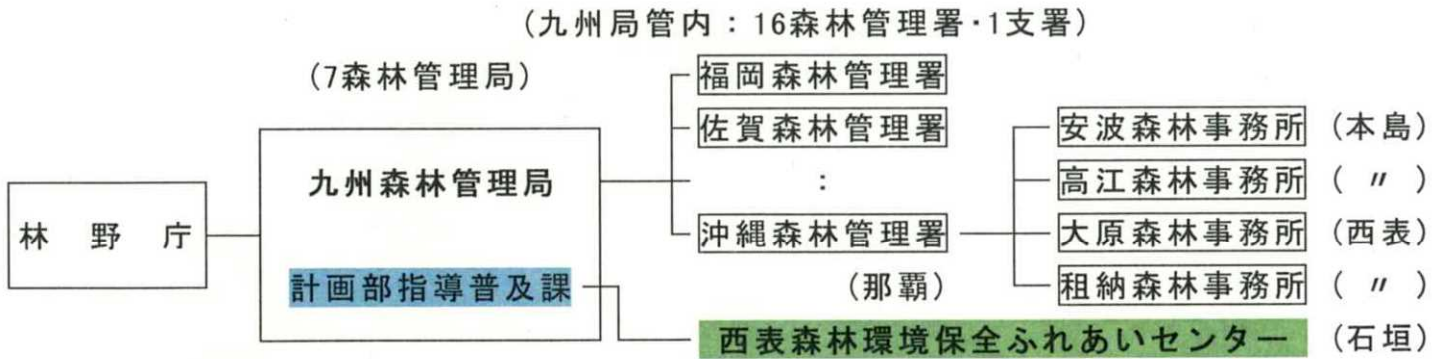 （九州局管内：16森林管理署・1支署）
（7森林管理局）
福岡森林管理署
佐賀森林管理署
安波森林事務所（本島）
九州森林管理局
：
高江森林事務所（〃）
林野庁
沖縄森林管理署
大原森林事務所（西表）
計画部指導普及課
（那覇）
租納森林事務所（〃）
西表森林環境保全ふれあいセンター（石垣）